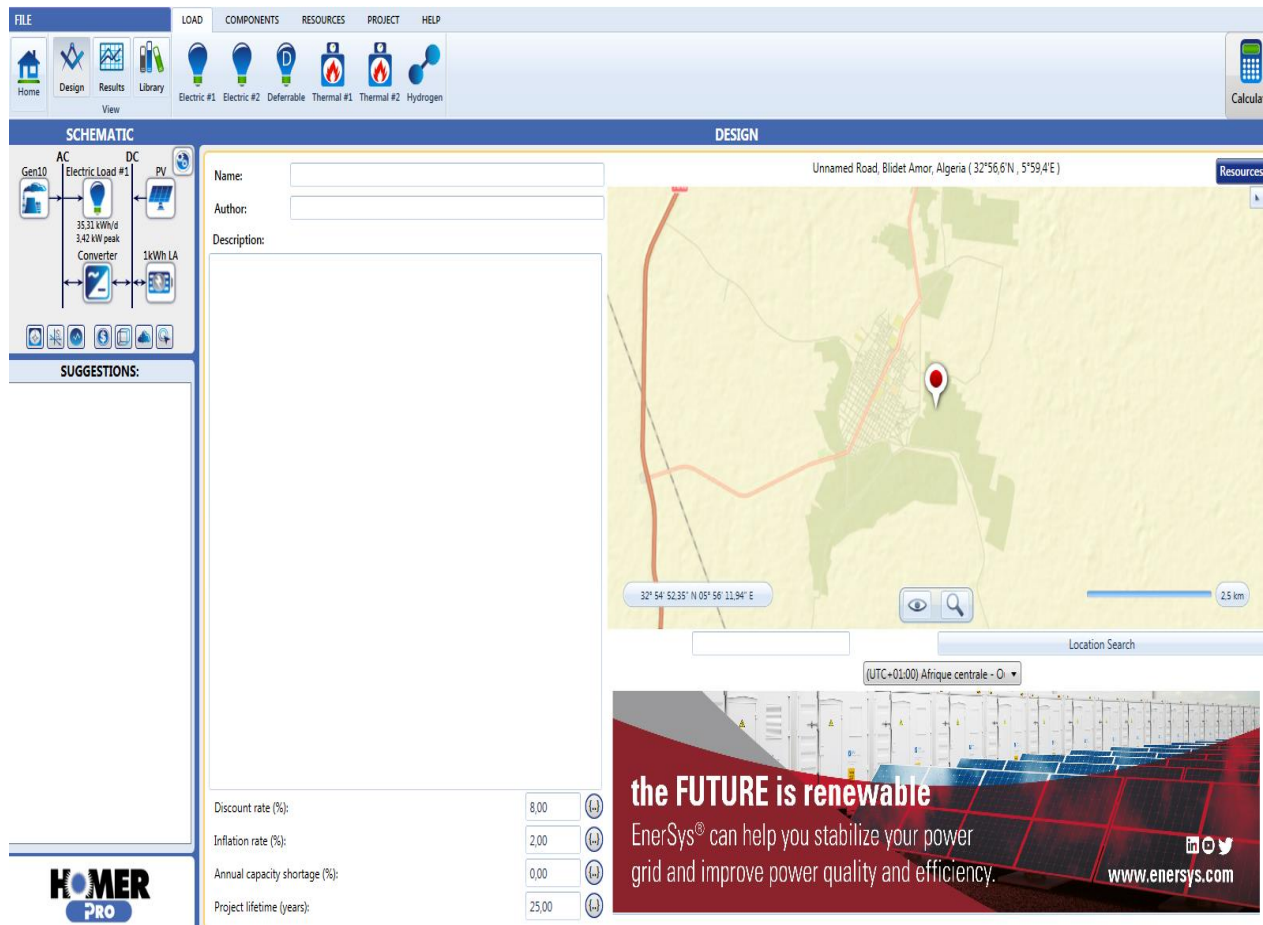 FILE
LOAD COMPONENTS RESOURCES PROJECT HELP
Home Design Results Library
View
Electric #1 Electric #2 Deferrable Thermal #1 Thermal #2 Hydrogen
D
Calculat
SCHEMATIC
AC DC
Gen10 Electric Load #1 PV
35,31 kWh/d
3,42 kW peak
Converter 1kWh LA
SUGGESTIONS:
HOMER
PRO
DESIGN
Name:
Author:
Description:
Discount rate (%): 8,00 {..}
Inflation rate (%): 2,00 {..}
Annual capacity shortage (%): 0,00 {..}
Project lifetime (years): 25,00 {..}
Unnamed Road, Blidet Amor, Algeria ( 32°56,6'N , 5°59,4'E )
Resources
32° 54' 52,35" N 05° 56' 11,94" E
2,5 km
Location Search
(UTC+01:00) Afrique centrale - O
the FUTURE is renewable
EnerSys® can help you stabilize your power
grid and improve power quality and efficiency.
www.enersys.com